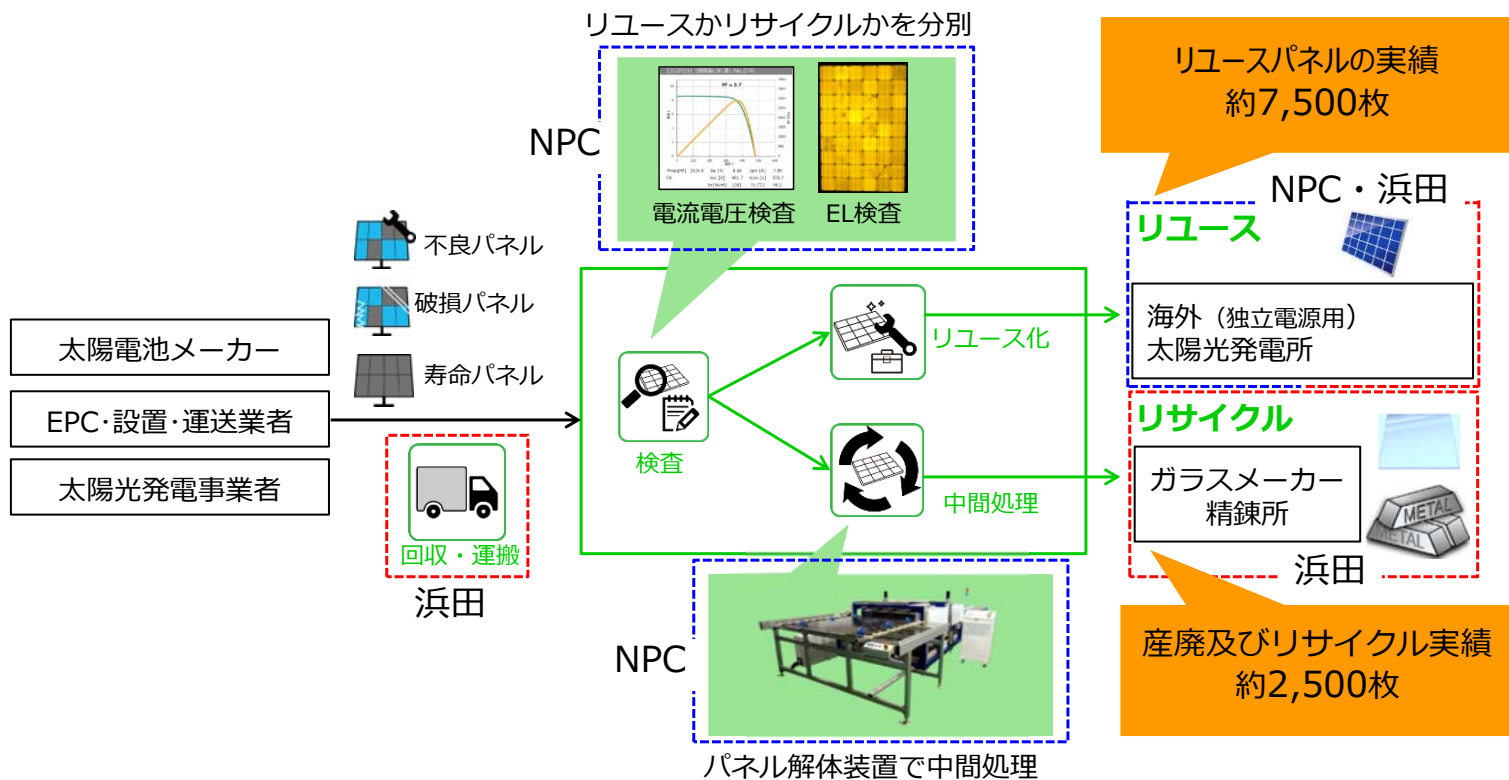 リユースかリサイクルかを分別
NPC
PF = 0.7
電流電圧検査
EL検査
リユースパネルの実績
約7,500枚
NPC・浜田
リユース
海外（独立電源用）
太陽光発電所
不良パネル
破損パネル
寿命パネル
太陽電池メーカー
EPC・設置・運送業者
太陽光発電事業者
回収・運搬
浜田
検査
リユース化
中間処理
リサイクル
ガラスメーカー
精錬所
METAL
METAL
浜田
産廃及びリサイクル実績
約2,500枚
NPC
パネル解体装置で中間処理